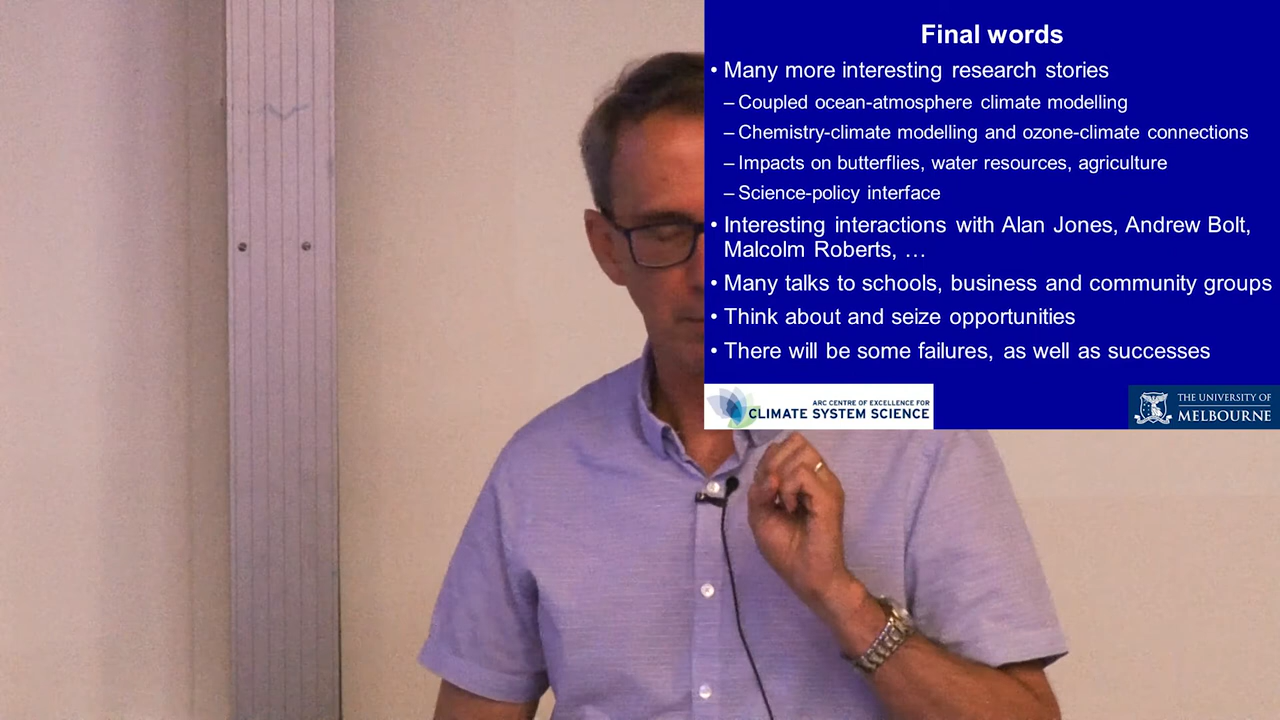 Final words
• Many more interesting research stories
– Coupled ocean-atmosphere climate modelling
– Chemistry-climate modelling and ozone-climate connections
– Impacts on butterflies, water resources, agriculture
– Science-policy interface
• Interesting interactions with Alan Jones, Andrew Bolt,
Malcolm Roberts, …
• Many talks to schools, business and community groups
• Think about and seize opportunities
• There will be some failures, as well as successes
ARC CENTRE OF EXCELLENCE FOR
CLIMATE SYSTEM SCIENCE
THE UNIVERSITY OF
MELBOURNE